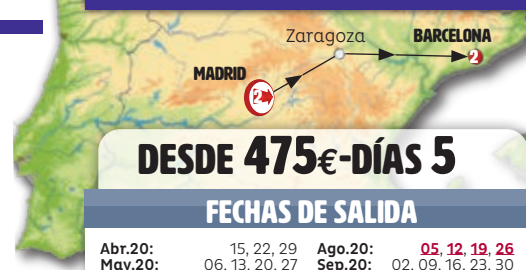 Zaragoza
BARCELONA
2
MADRID
2
DESDE 475€-DÍAS 5
FECHAS DE SALIDA
Abr.20: 15, 22, 29 Ago.20: 05, 12, 19, 26
May.20: 06, 13, 20, 27 Sep.20: 02, 09, 16, 23, 30